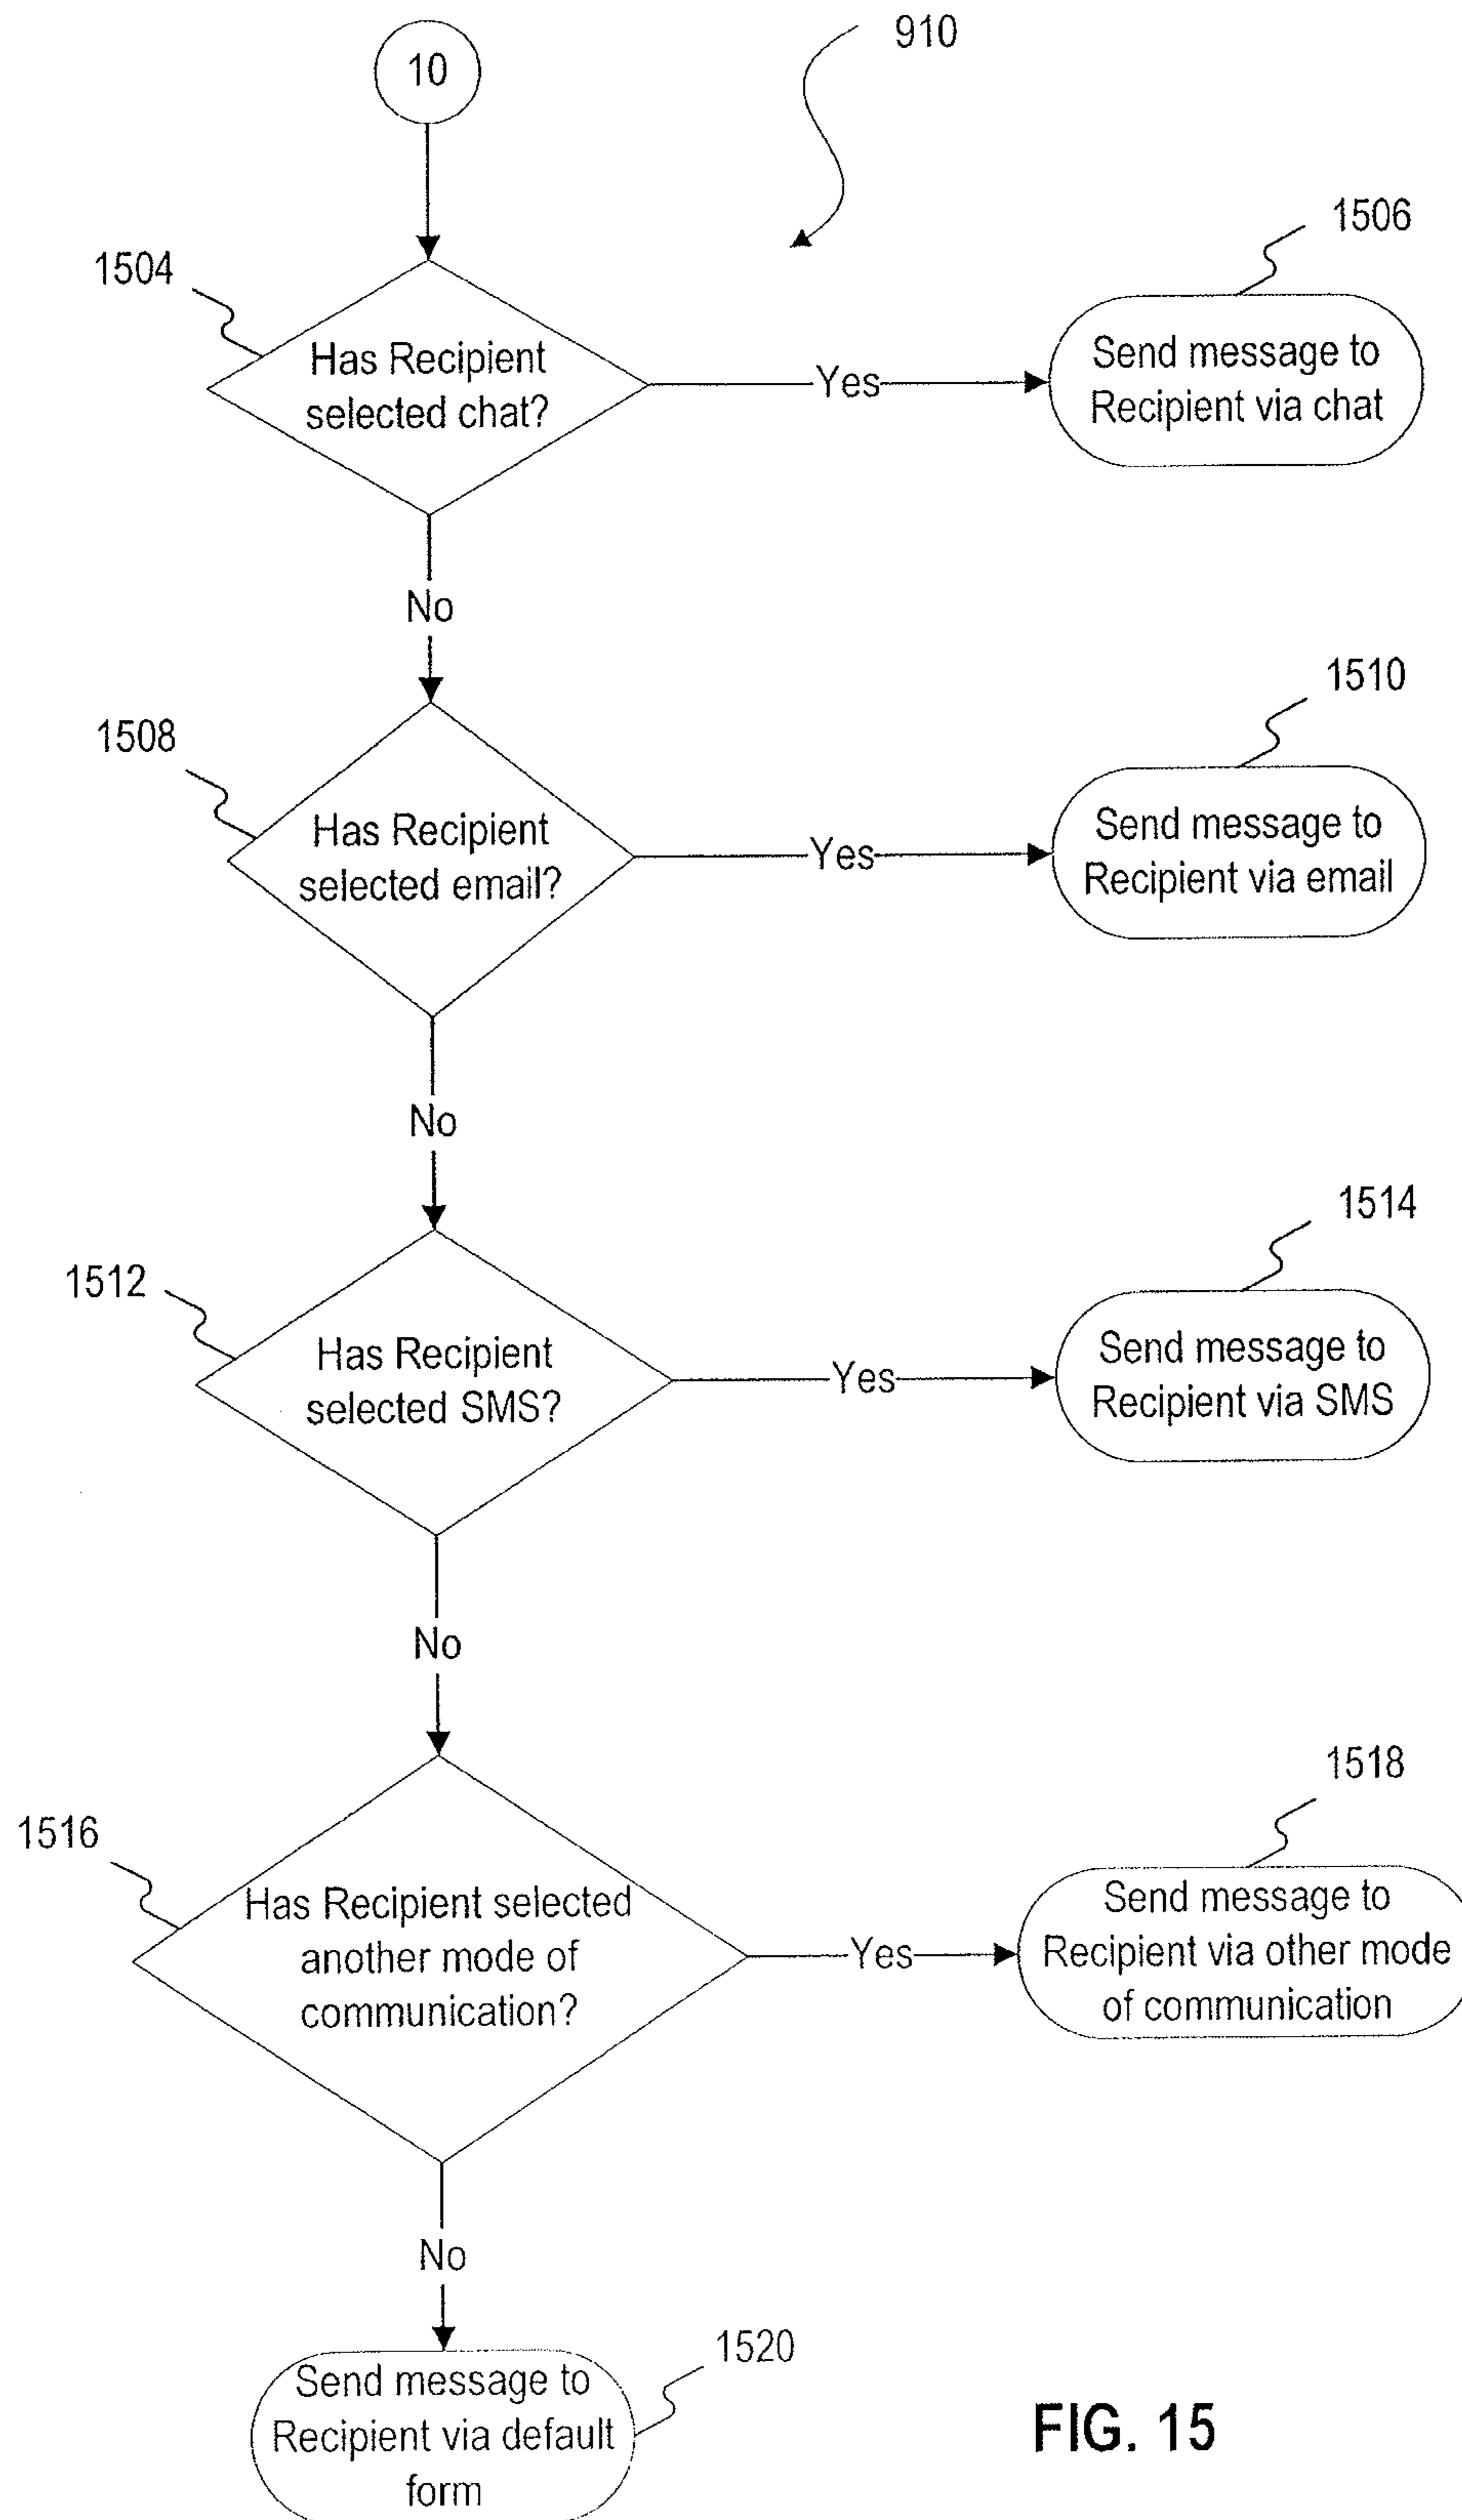 10
910
1504
Has Recipient
selected chat?
Yes
1506
Send message to
Recipient via chat
No
1508
Has Recipient
selected email?
Yes
1510
Send message to
Recipient via email
No
1512
Has Recipient
selected SMS?
Yes
1514
Send message to
Recipient via SMS
No
1516
Has Recipient selected
another mode of
communication?
Yes
1518
Send message to
Recipient via other mode
of communication
No
1520
Send message to
Recipient via default
form
FIG. 15